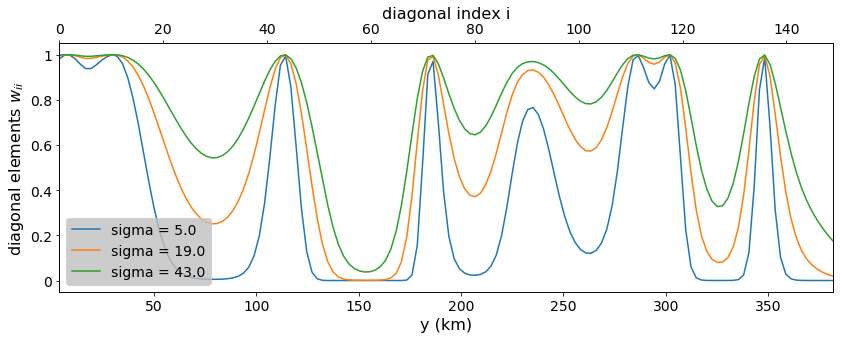 diagonal index i
0 20 40 60 80 100 120 140
diagonal elements w_ii
1
0.8
0.6
0.4
0.2
0
sigma = 5.0
sigma = 19.0
sigma = 43.0
50 100 150 200 250 300 350
y (km)